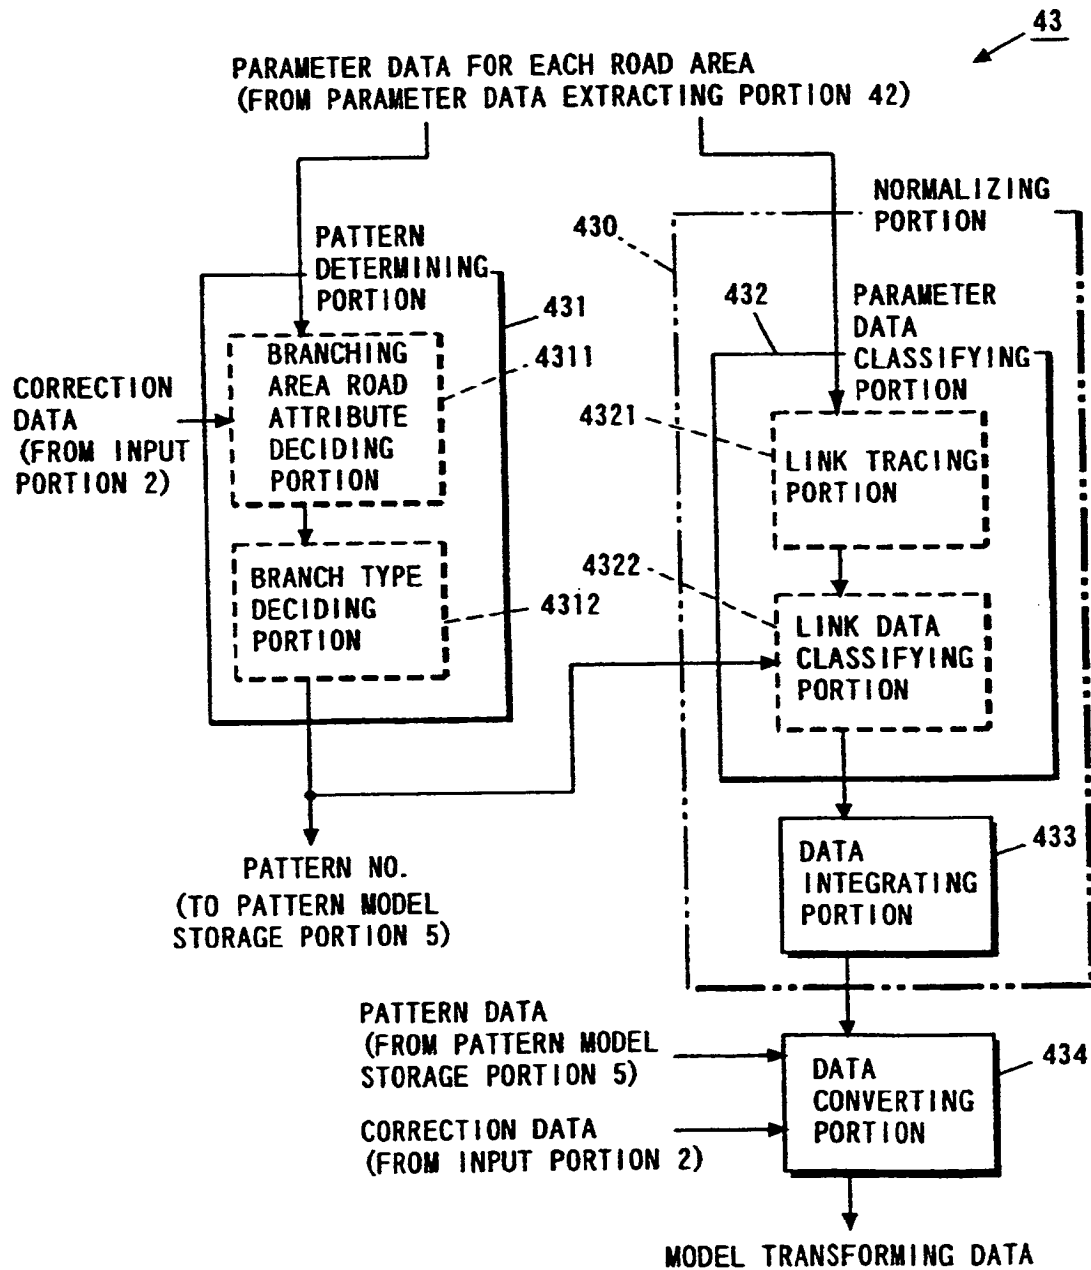 43
PARAMETER DATA FOR EACH ROAD AREA
(FROM PARAMETER DATA EXTRACTING PORTION 42)
NORMALIZING
PORTION
430
PATTERN
DETERMINING
PORTION
431
432
PARAMETER
DATA
CLASSIFYING
PORTION
BRANCHING
AREA ROAD
ATTRIBUTE
DECIDING
PORTION
4311
CORRECTION
DATA
(FROM INPUT
PORTION 2)
4321
LINK TRACING
PORTION
BRANCH TYPE
DECIDING
PORTION
4312
4322
LINK DATA
CLASSIFYING
PORTION
PATTERN NO.
(TO PATTERN MODEL
STORAGE PORTION 5)
DATA
INTEGRATING
PORTION
433
PATTERN DATA
(FROM PATTERN MODEL
STORAGE PORTION 5)
CORRECTION DATA
(FROM INPUT PORTION 2)
DATA
CONVERTING
PORTION
434
MODEL TRANSFORMING DATA